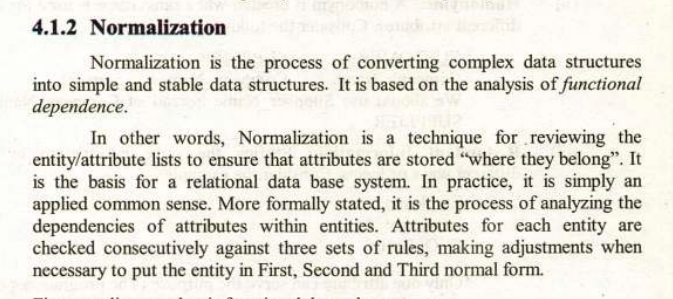 4.1.2 Normalization
Normalization is the process of converting complex data structures
into simple and stable data structures. It is based on the analysis of functional
dependence.
In other words, Normalization is a technique for reviewing the
entity/attribute lists to ensure that attributes are stored “where they belong”. It
is the basis for a relational data base system. In practice, it is simply an
applied common sense. More formally stated, it is the process of analyzing the
dependencies of attributes within entities. Attributes for each entity are
checked consecutively against three sets of rules, making adjustments when
necessary to put the entity in First, Second and Third normal form.